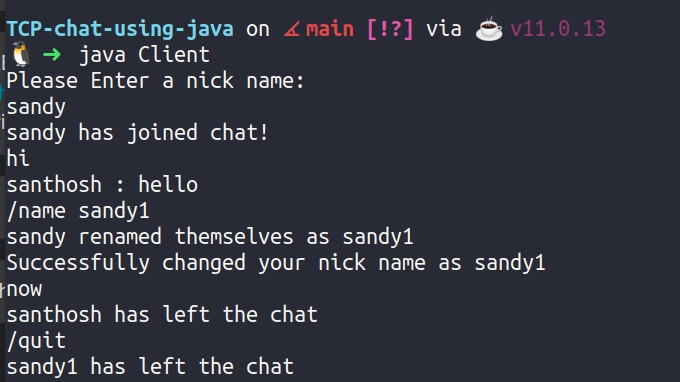 TCP-chat-using-java on main [!?] via v11.0.13
➜ java Client
Please Enter a nick name:
sandy
sandy has joined chat!
hi
santhosh : hello
/name sandy1
sandy renamed themselves as sandy1
Successfully changed your nick name as sandy1
now
santhosh has left the chat
/quit
sandy1 has left the chat